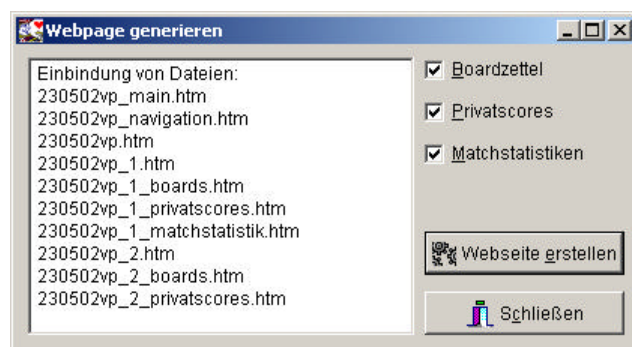 Webpage generieren
Einbindung von Dateien:
230502vp_main.htm
230502vp_navigation.htm
230502vp.htm
230502vp_1.htm
230502vp_1_boards.htm
230502vp_1_privatscores.htm
230502vp_1_matchstatistik.htm
230502vp_2.htm
230502vp_2_boards.htm
230502vp_2_privatscores.htm
Boardzettel
Privatscores
Matchstatistiken
Webseite erstellen
Schließen